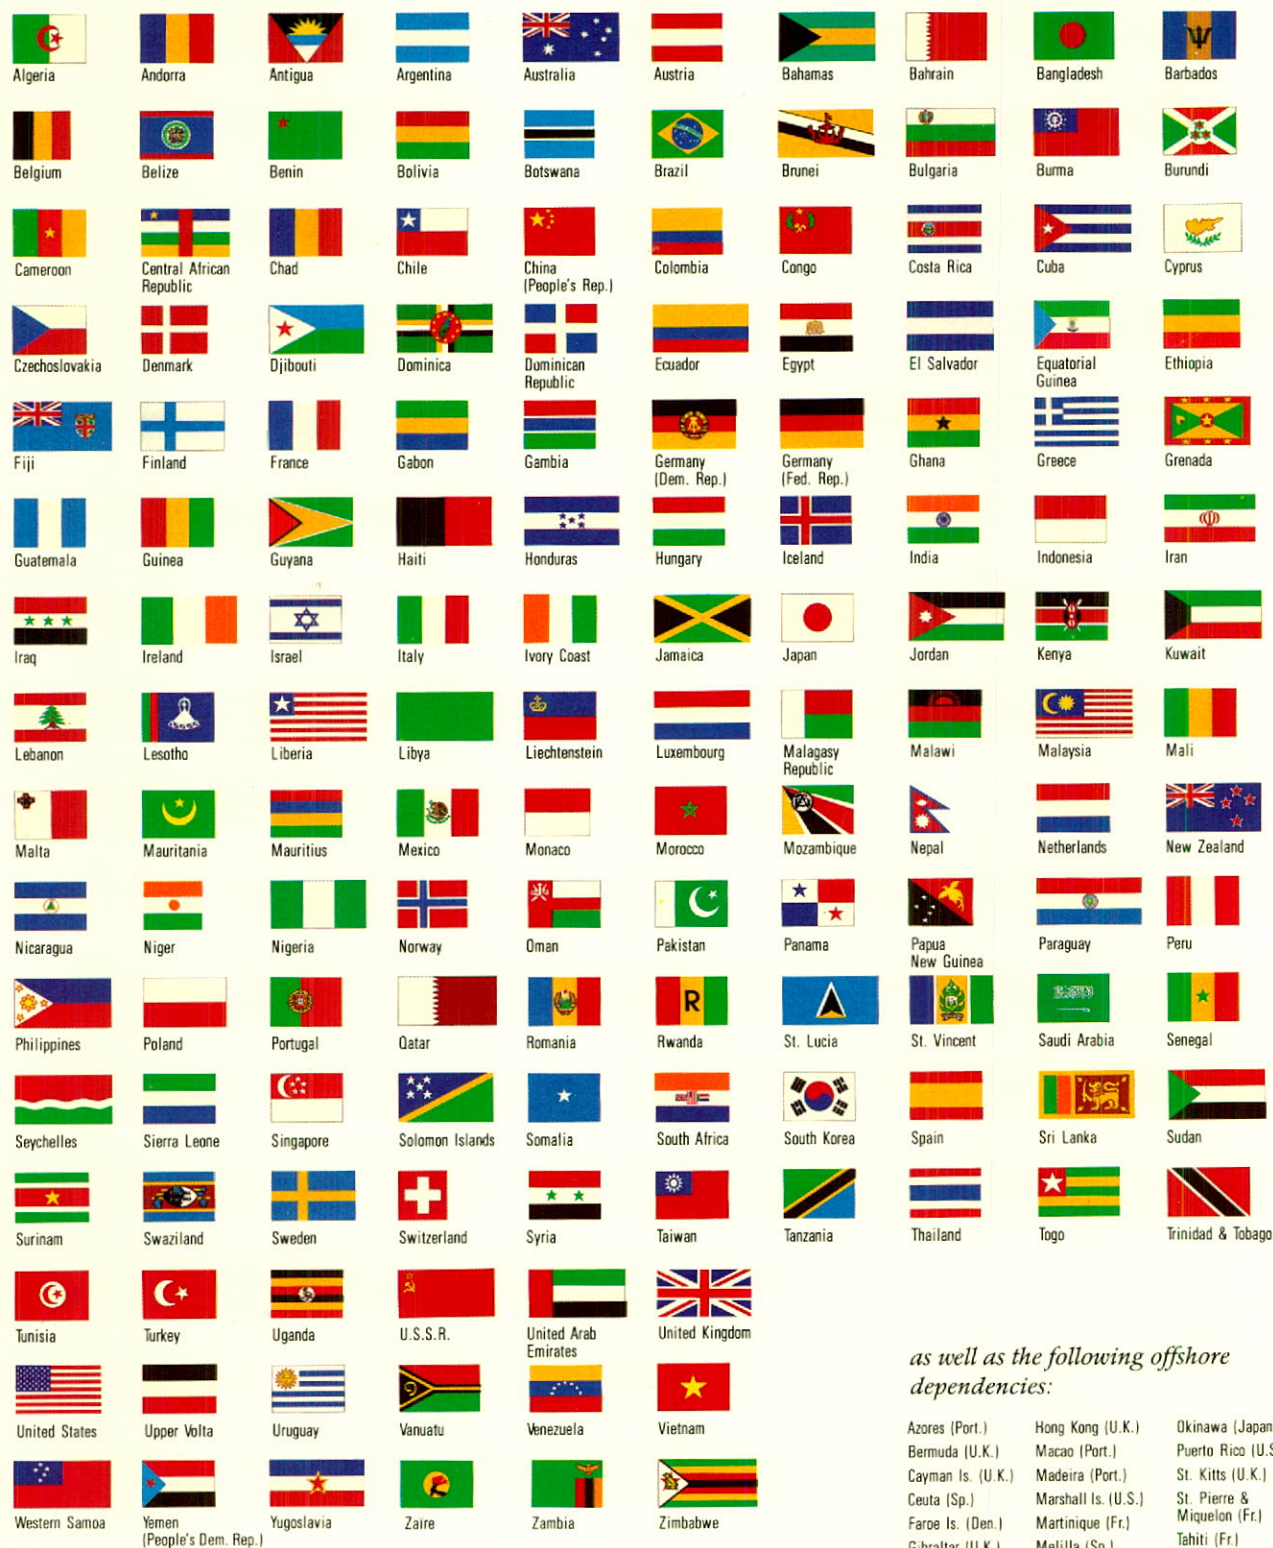 Algeria Andorra Antigua Argentina Australia Austria Bahamas Bahrain Bangladesh Barbados
Belgium Belize Benin Bolivia Botswana Brazil Brunei Bulgaria Burma Burundi
Cameroon Central African Chad Chile China Colombia Congo Costa Rica Cuba Cyprus
Republic (People's Rep.)
Czechoslovakia Denmark Djibouti Dominica Dominican Ecuador Egypt El Salvador Equatorial Ethiopia
Republic Guinea
Fiji Finland France Gabon Gambia Germany Germany Ghana Greece Grenada
(Dem. Rep.) (Fed. Rep.)
Guatemala Guinea Guyana Haiti Honduras Hungary Iceland India Indonesia Iran
Iraq Ireland Israel Italy Ivory Coast Jamaica Japan Jordan Kenya Kuwait
Lebanon Lesotho Liberia Libya Liechtenstein Luxembourg Malagasy Malawi Malaysia Mali
Republic
Malta Mauritania Mauritius Mexico Monaco Morocco Mozambique Nepal Netherlands New Zealand
Nicaragua Niger Nigeria Norway Oman Pakistan Panama Papua Paraguay Peru
New Guinea
R
Philippines Poland Portugal Qatar Romania Rwanda St. Lucia St. Vincent Saudi Arabia Senegal
Seychelles Sierra Leone Singapore Solomon Islands Somalia South Africa South Korea Spain Sri Lanka Sudan
Surinam Swaziland Sweden Switzerland Syria Taiwan Tanzania Thailand Togo Trinidad & Tobago
Tunisia Turkey Uganda U.S.S.R. United Arab United Kingdom
Emirates
United States Upper Volta Uruguay Vanuatu Venezuela Vietnam
Western Samoa Yemen Yugoslavia Zaire Zambia Zimbabwe
(People's Dem. Rep.)
as well as the following offshore
dependencies:
Azores (Port.) Hong Kong (U.K.) Okinawa (Japan
Bermuda (U.K.) Macao (Port.) Puerto Rico (U.S
Cayman Is. (U.K.) Madeira (Port.) St. Kitts (U.K.)
Ceuta (Sp.) Marshall Is. (U.S.) St. Pierre &
Miquelon (Fr.)
Faroe Is. (Den.) Martinique (Fr.) Tahiti (Fr.)
Gibraltar (U.K.) Melilla (Sp.)